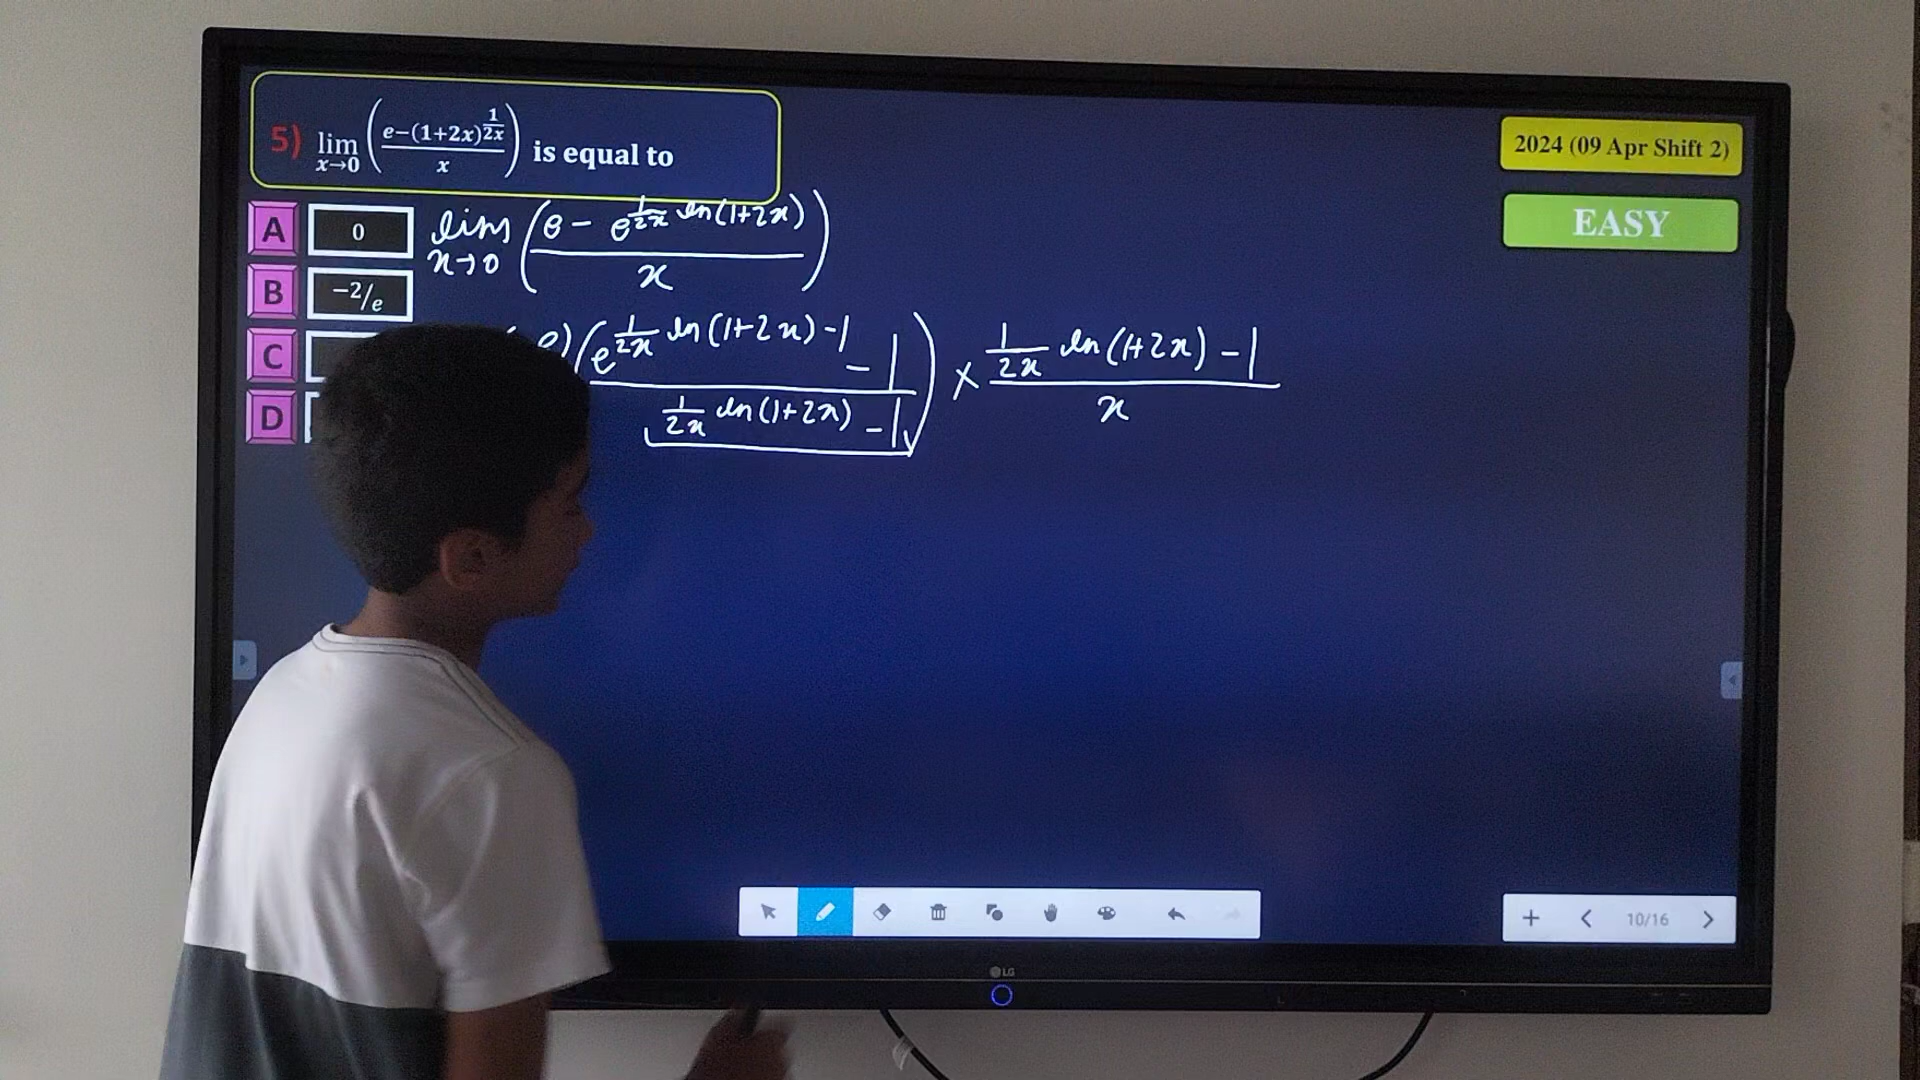 5) lim x→0 ( e−(1+2x)^(1/2x) / x ) is equal to
2024 (09 Apr Shift 2)
EASY
A 0
B −2/e
C
D
lim x→0 ( e − e^(1/2x ln(1+2x)) / x )
e) ( e^(1/2x ln(1+2x) −1) − 1 / 1/2x ln(1+2x) − 1 ) × 1/2x ln(1+2x) − 1 / x
10/16
LG